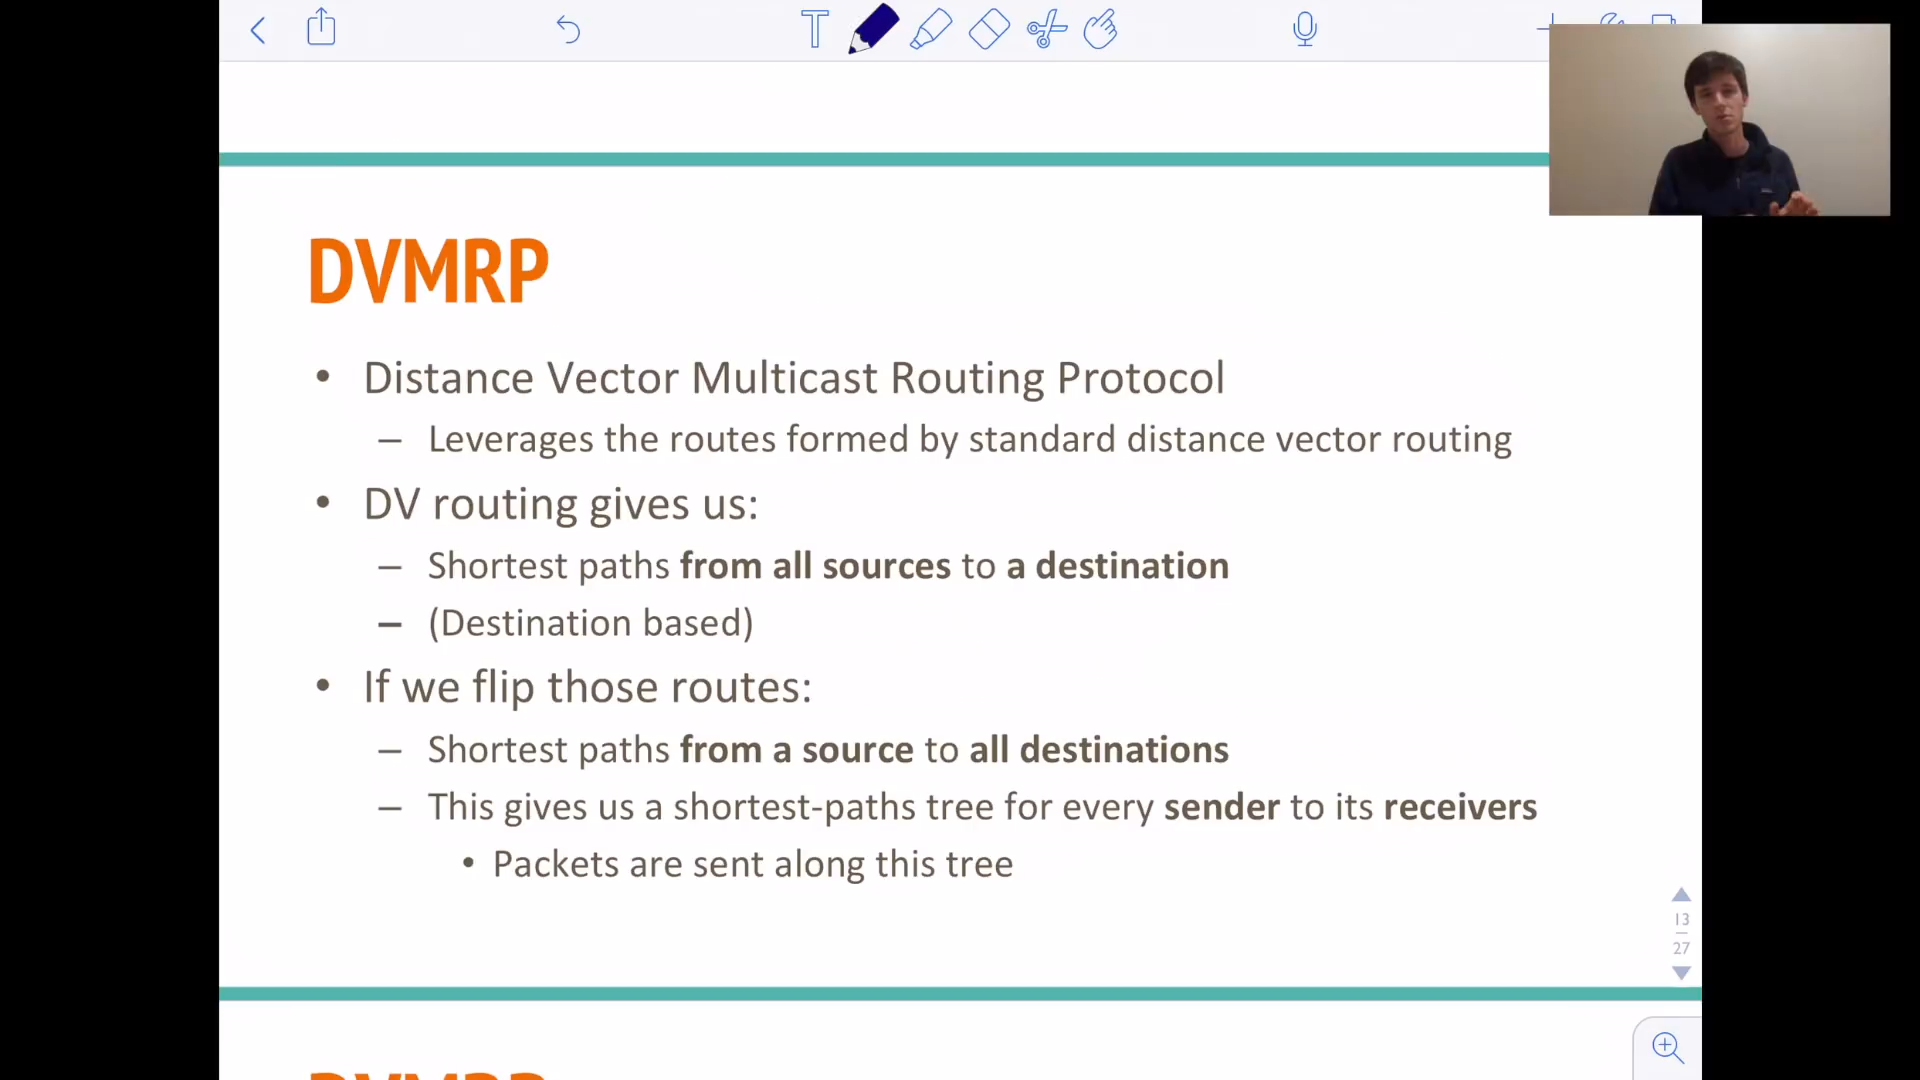 DVMRP
• Distance Vector Multicast Routing Protocol
– Leverages the routes formed by standard distance vector routing
• DV routing gives us:
– Shortest paths from all sources to a destination
– (Destination based)
• If we flip those routes:
– Shortest paths from a source to all destinations
– This gives us a shortest-paths tree for every sender to its receivers
• Packets are sent along this tree
13
27
DVMRP